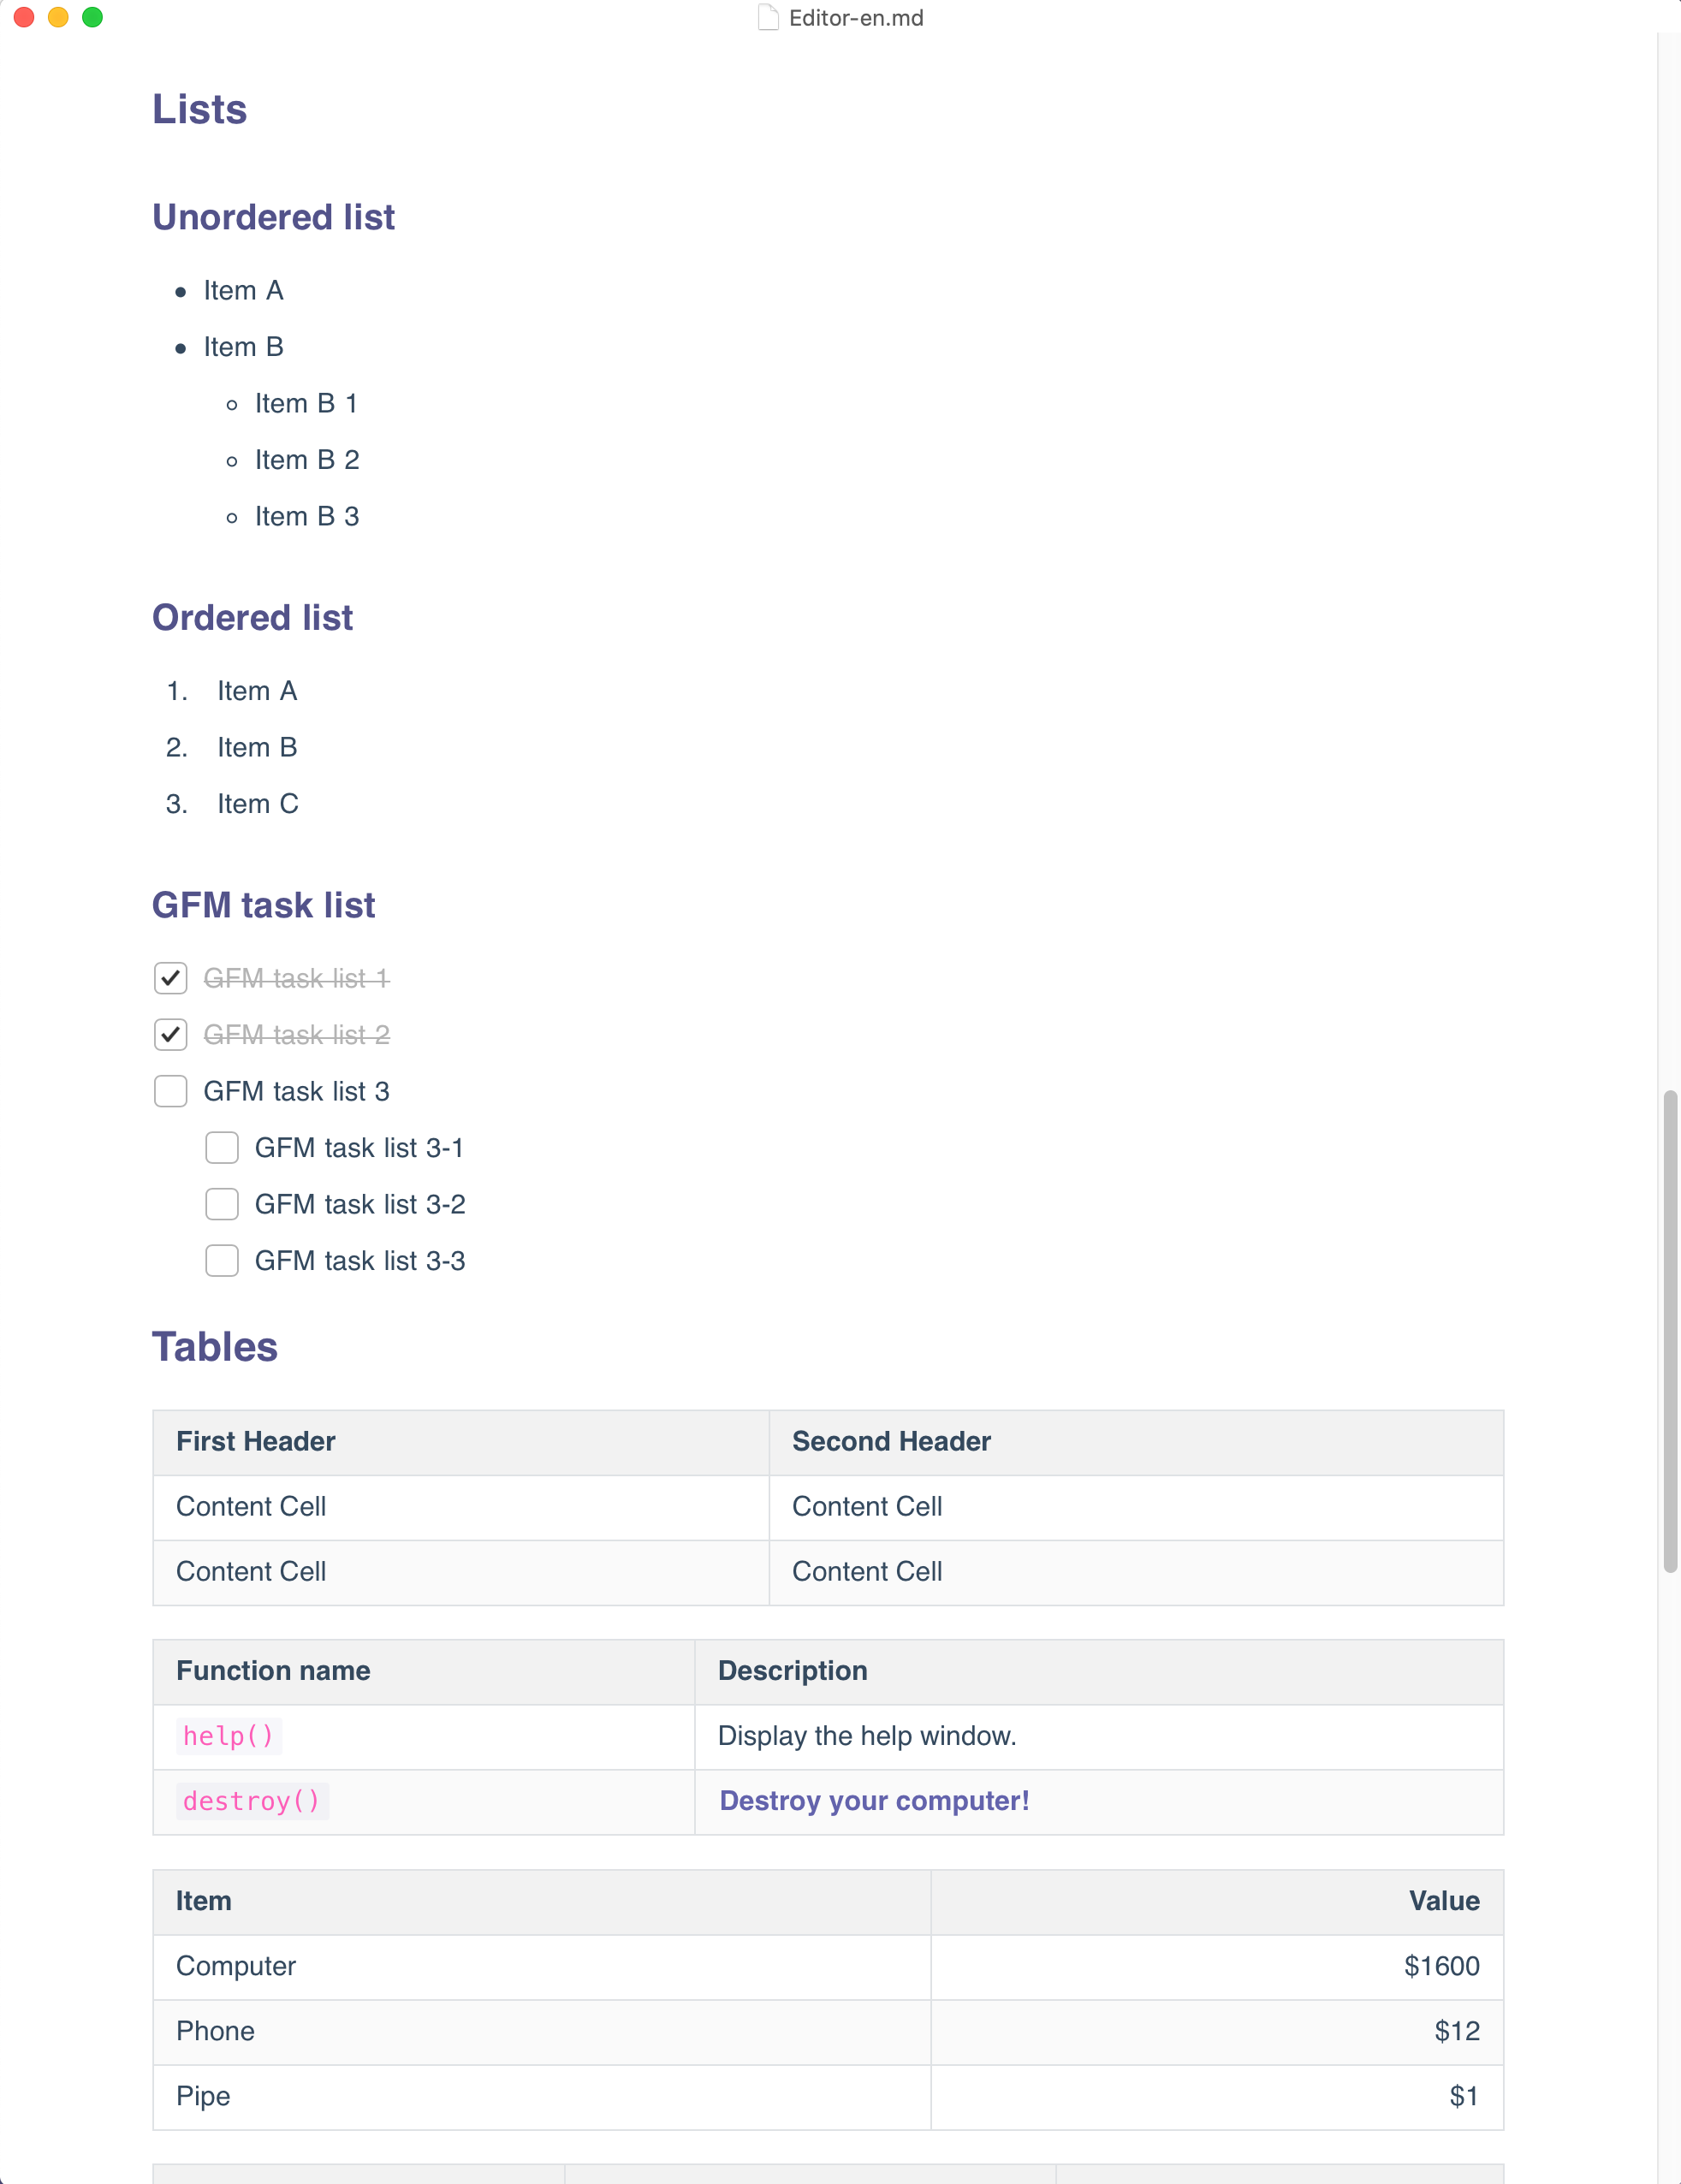 Editor-en.md
Lists
Unordered list
Item A
Item B
Item B 1
Item B 2
Item B 3
Ordered list
1. Item A
2. Item B
3. Item C
GFM task list
GFM task list 1
GFM task list 2
GFM task list 3
GFM task list 3-1
GFM task list 3-2
GFM task list 3-3
Tables
First Header Second Header
Content Cell Content Cell
Content Cell Content Cell
Function name Description
help() Display the help window.
destroy() Destroy your computer!
Item Value
Computer $1600
Phone $12
Pipe $1